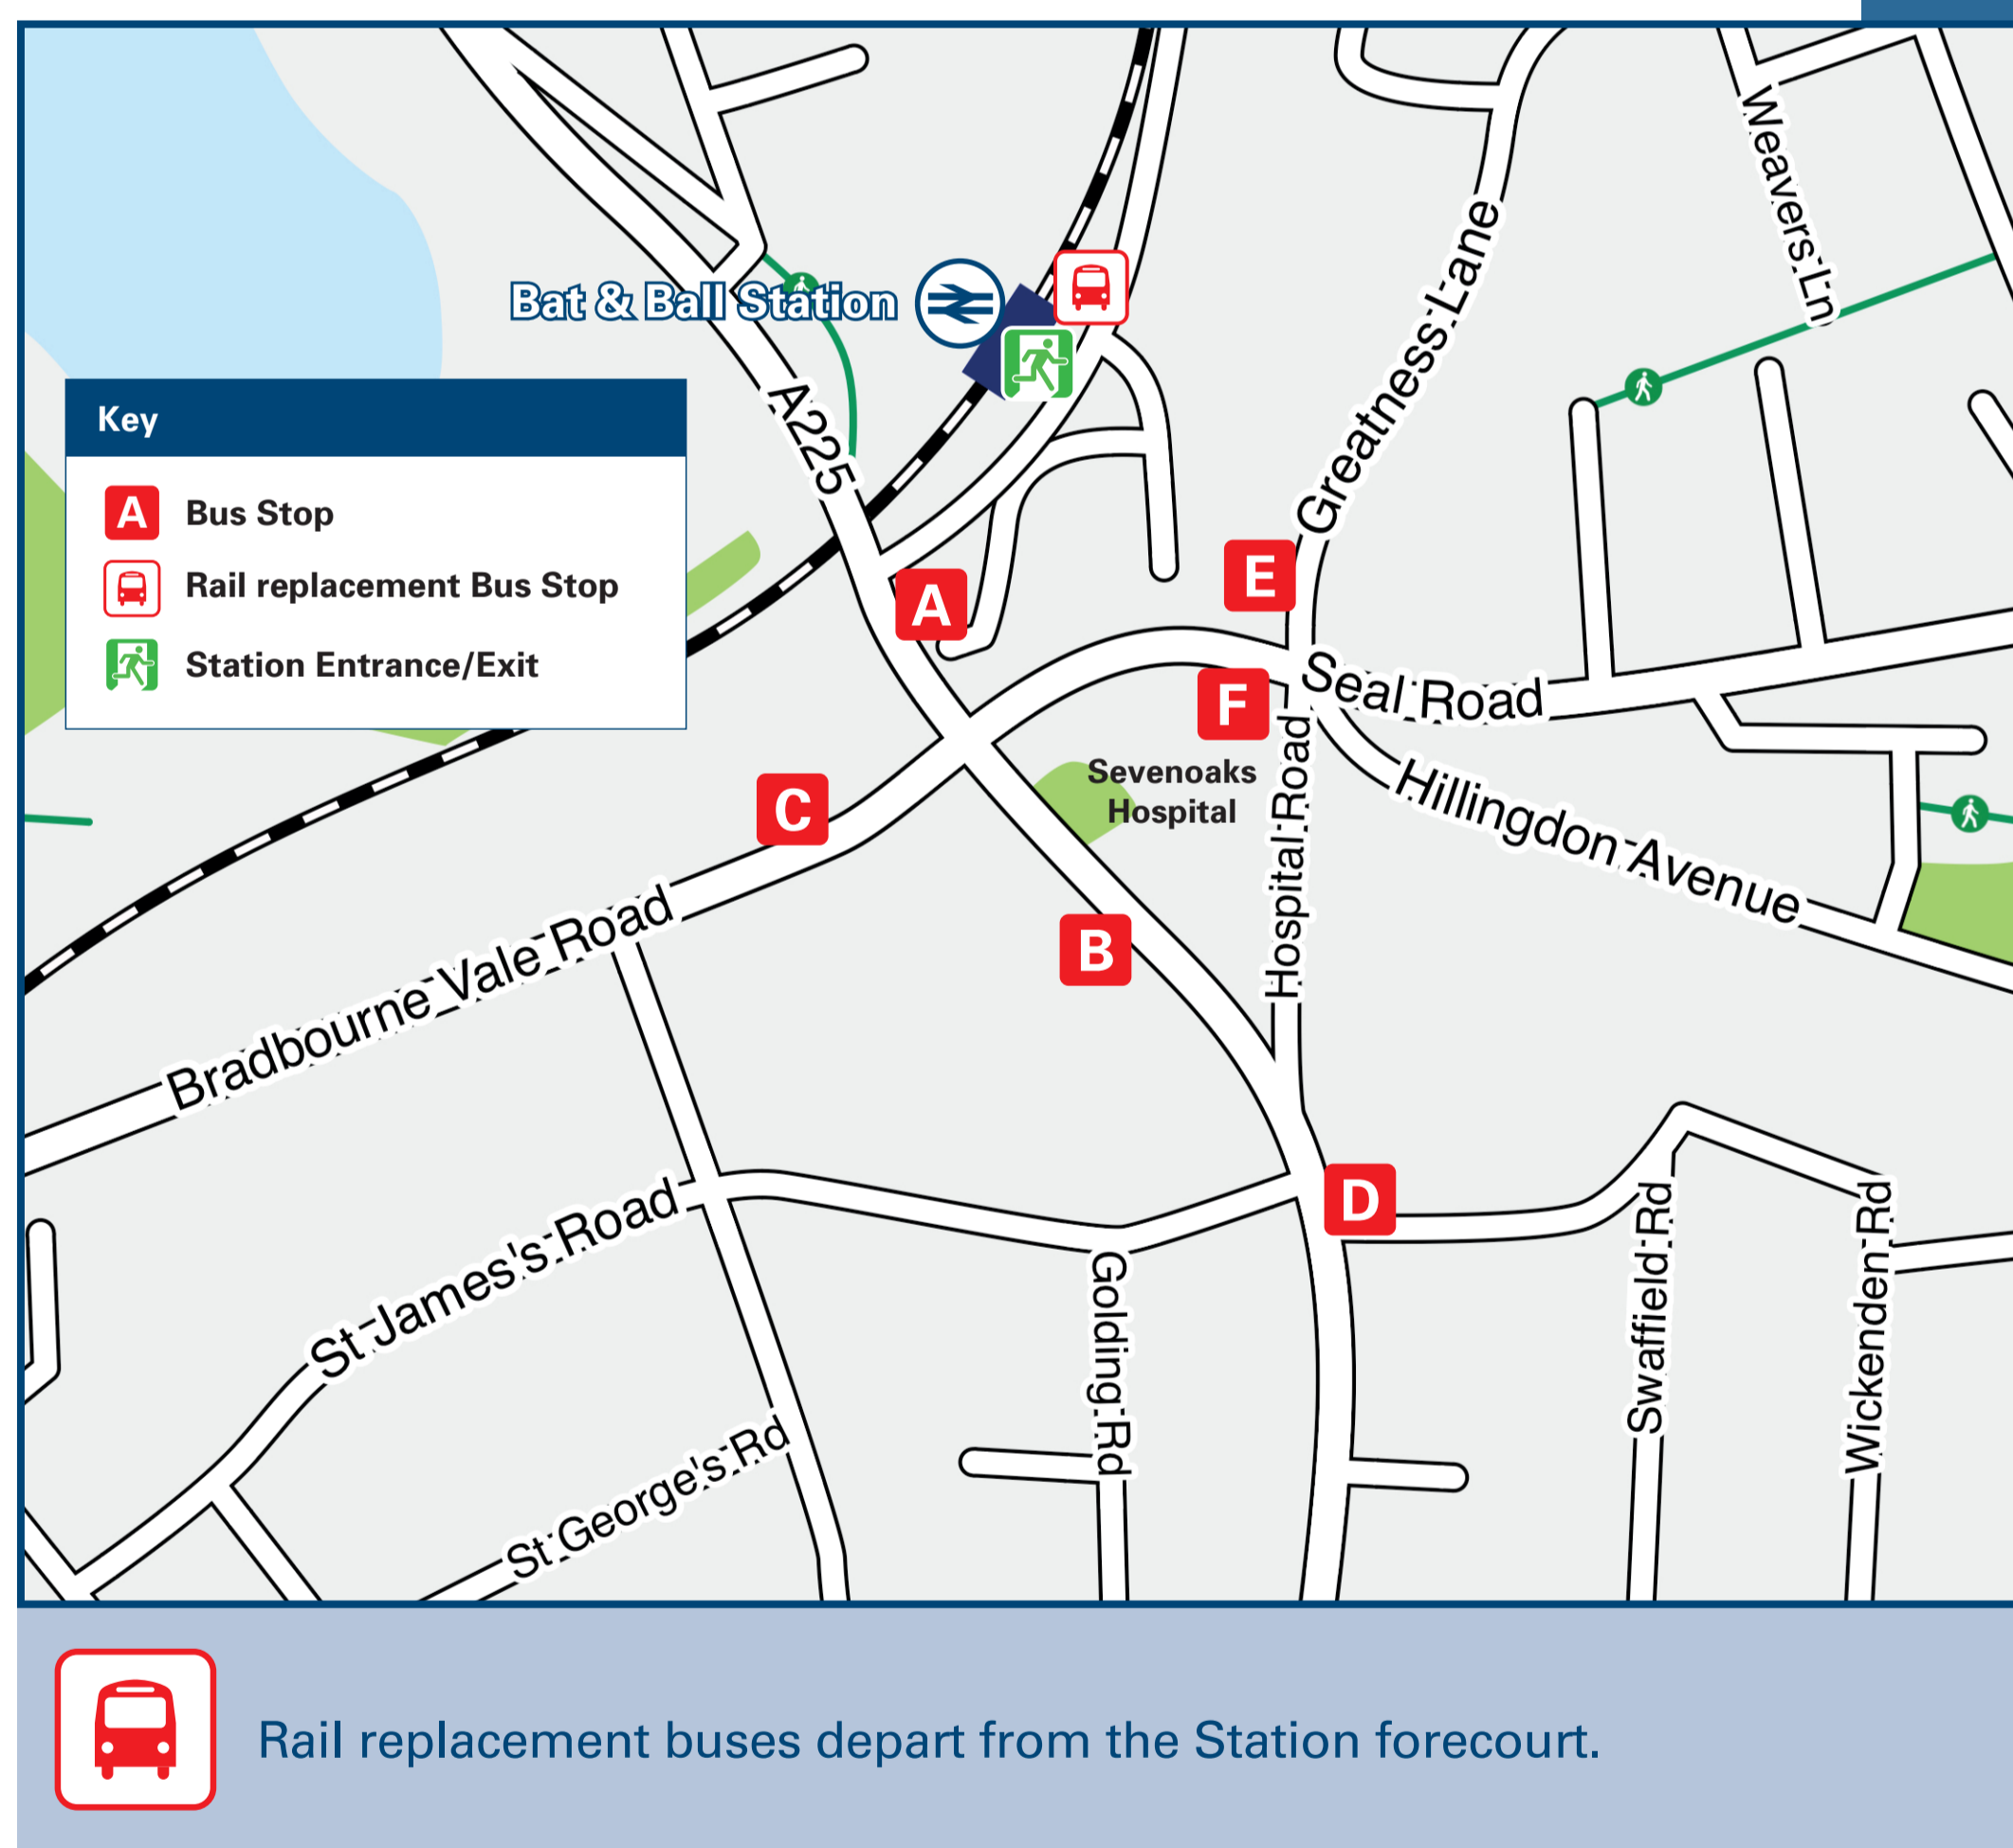 Weavers Ln
Greatness Lane
Bat & Ball Station
A225
Key
A Bus Stop
Rail replacement Bus Stop
Station Entrance/Exit
A
E
F
Seal Road
Sevenoaks
Hospital
Hospital Road
Hillingdon Avenue
C
B
Bradbourne Vale Road
D
St James's Road
Golding Rd
Swaffield Rd
Wickenden Rd
St George's Rd
Rail replacement buses depart from the Station forecourt.